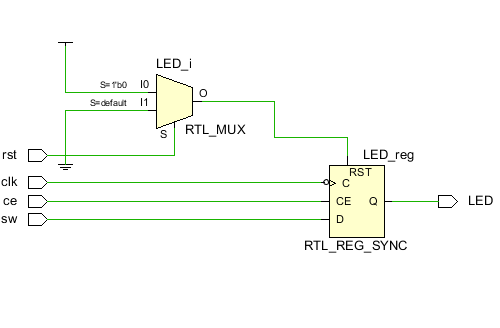 LED_i
S=1'b0 I0
S=default I1
O
S
RTL_MUX
rst
clk
ce
sw
LED_reg
RST
C
CE Q
D
RTL_REG_SYNC
LED